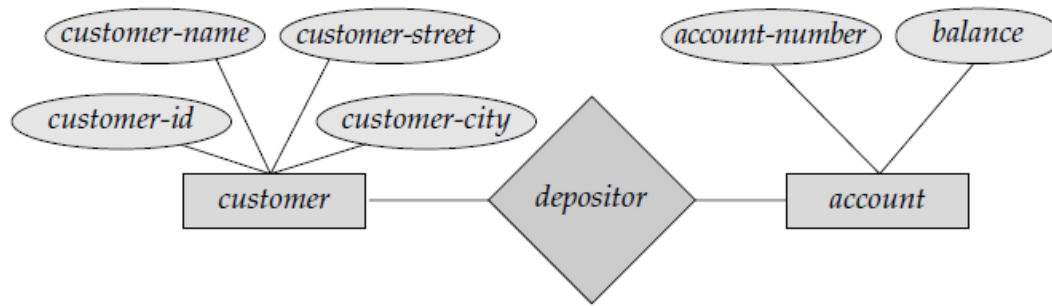 customer-name
customer-street
account-number
balance
customer-id
customer-city
customer
depositor
account